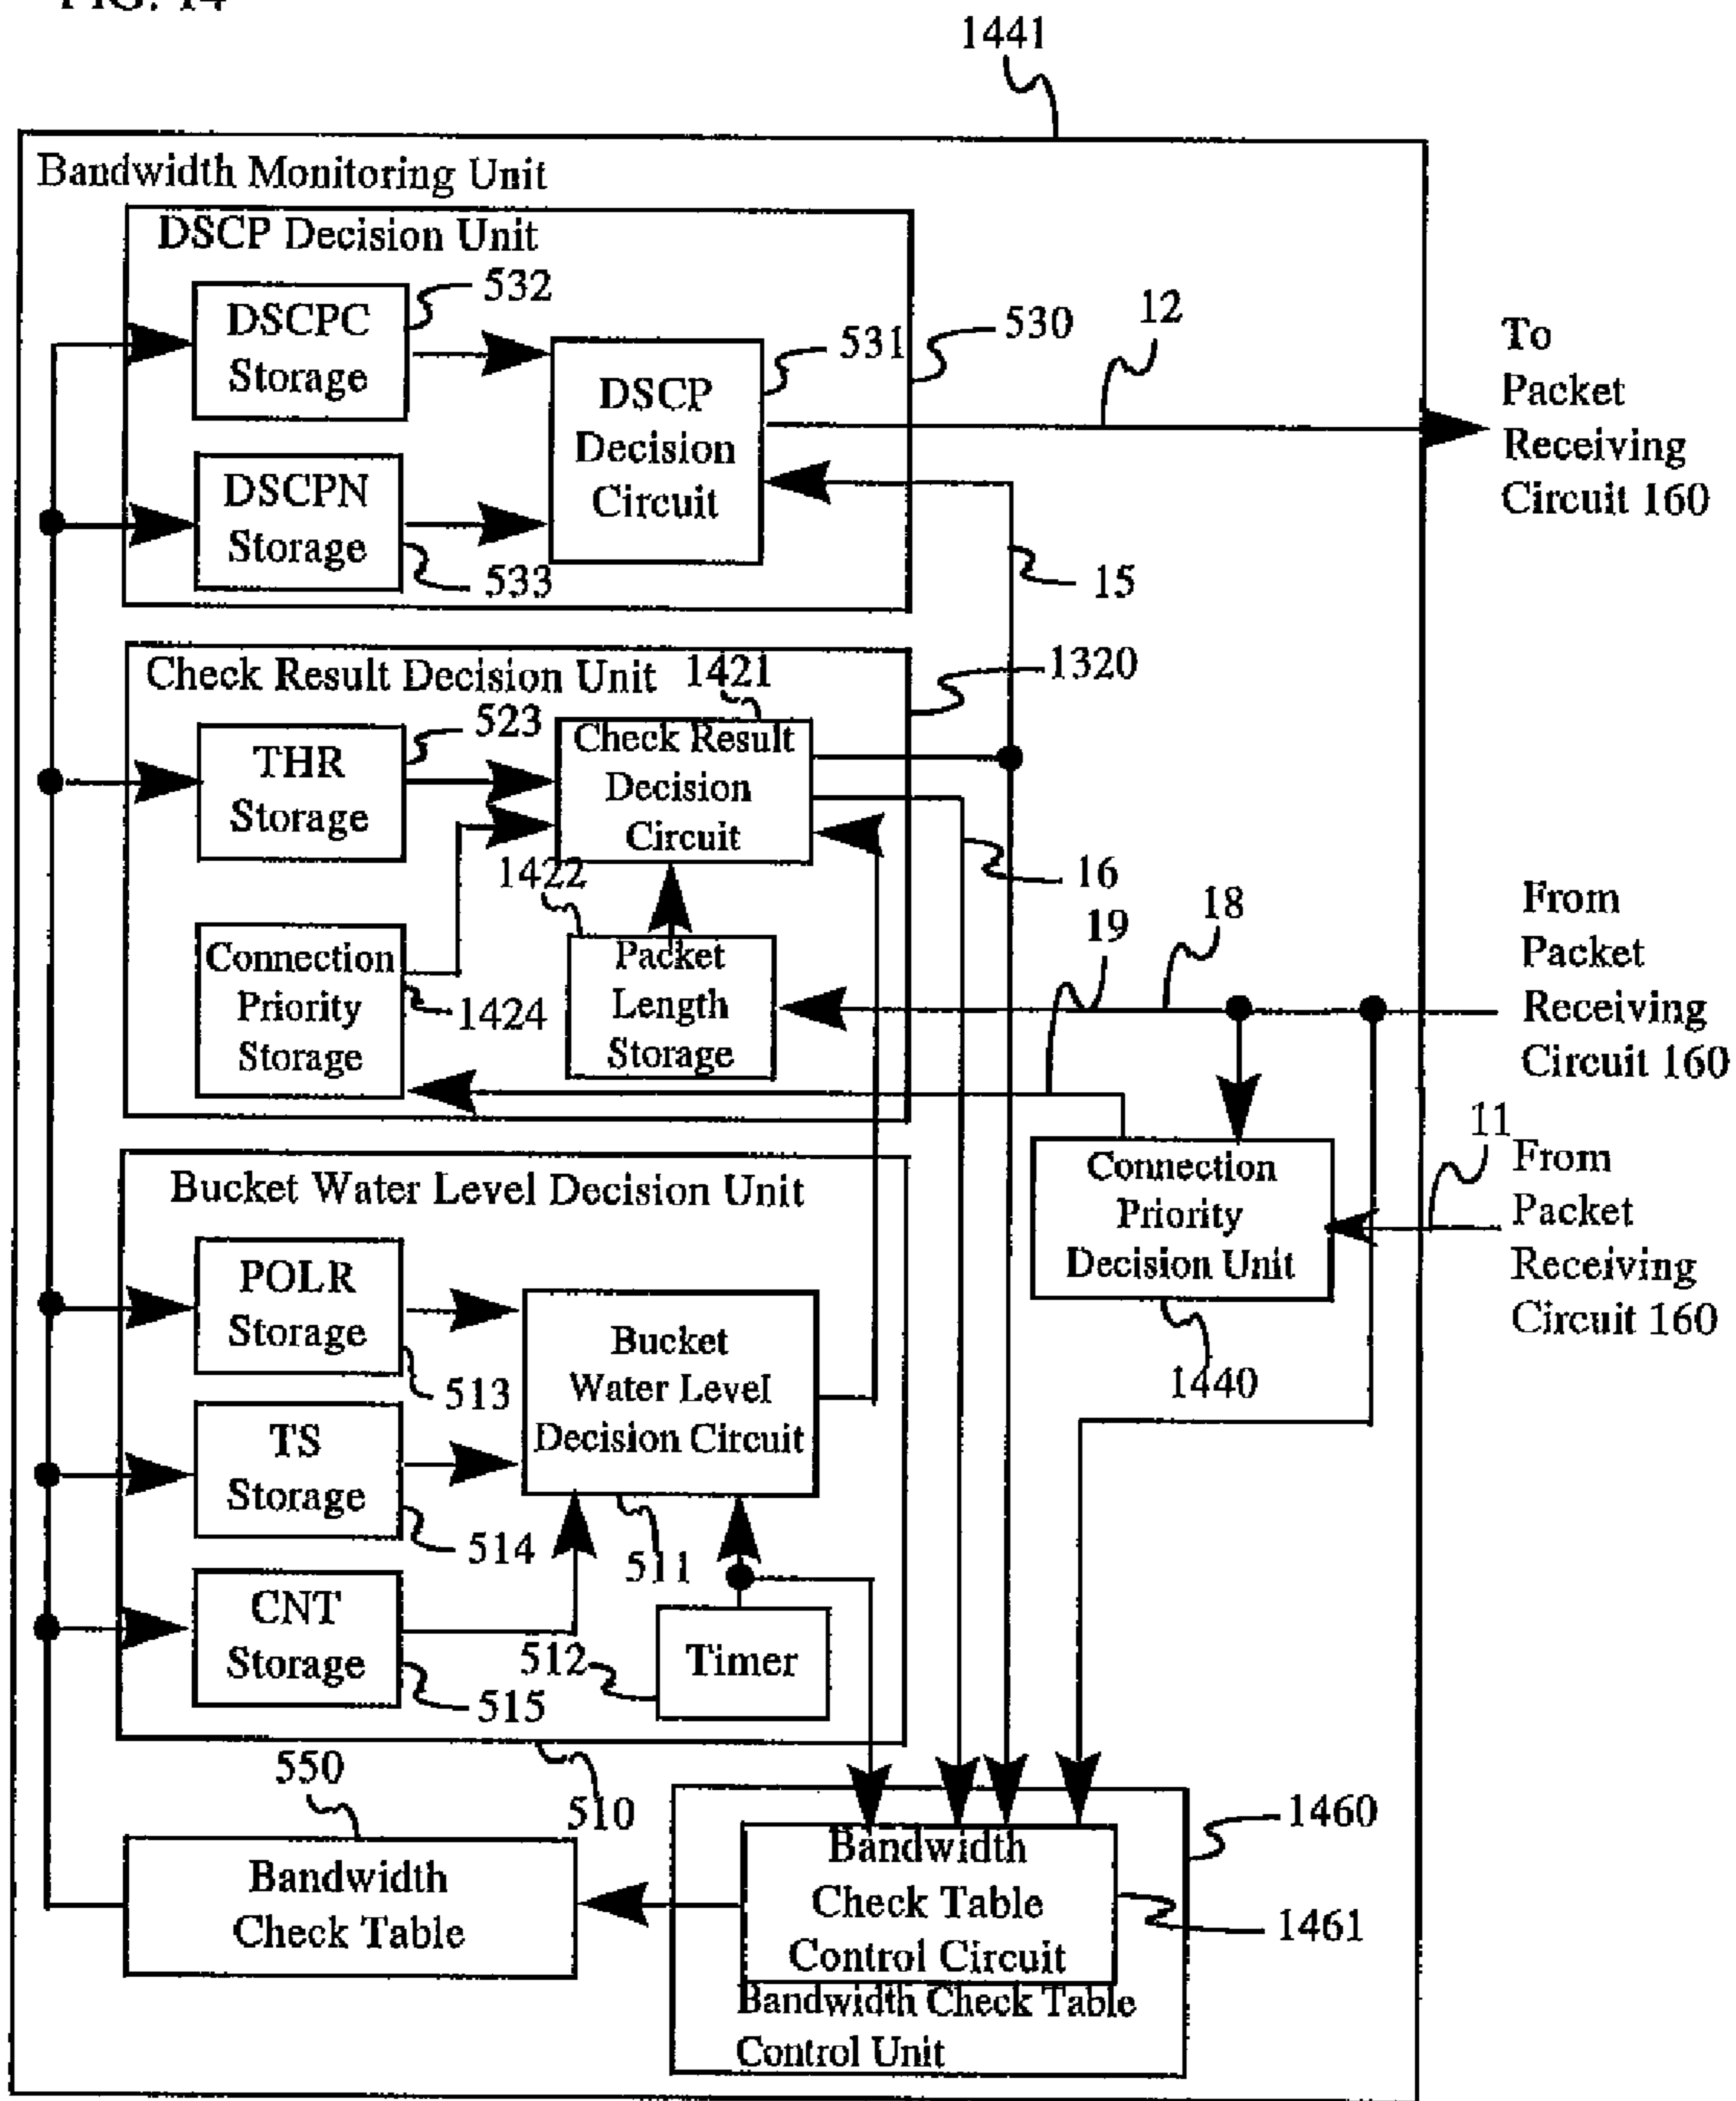 FIG. 14
1441
Bandwidth Monitoring Unit
DSCP Decision Unit
532
DSCPC
Storage
531
530
12
To
Packet
Receiving
Circuit 160
DSCP
Decision
Circuit
DSCPN
Storage
533
15
Check Result Decision Unit
1421
1320
523
THR
Storage
Check Result
Decision
Circuit
1422
16
19
18
From
Packet
Receiving
Circuit 160
Connection
Priority
Storage
1424
Packet
Length
Storage
11
From
Packet
Receiving
Circuit 160
Connection
Priority
Decision Unit
1440
Bucket Water Level Decision Unit
POLR
Storage
513
Bucket
Water Level
Decision Circuit
TS
Storage
514
511
CNT
Storage
515
512
Timer
550
510
Bandwidth
Check Table
1460
Bandwidth
Check Table
Control Circuit
1461
Bandwidth Check Table
Control Unit